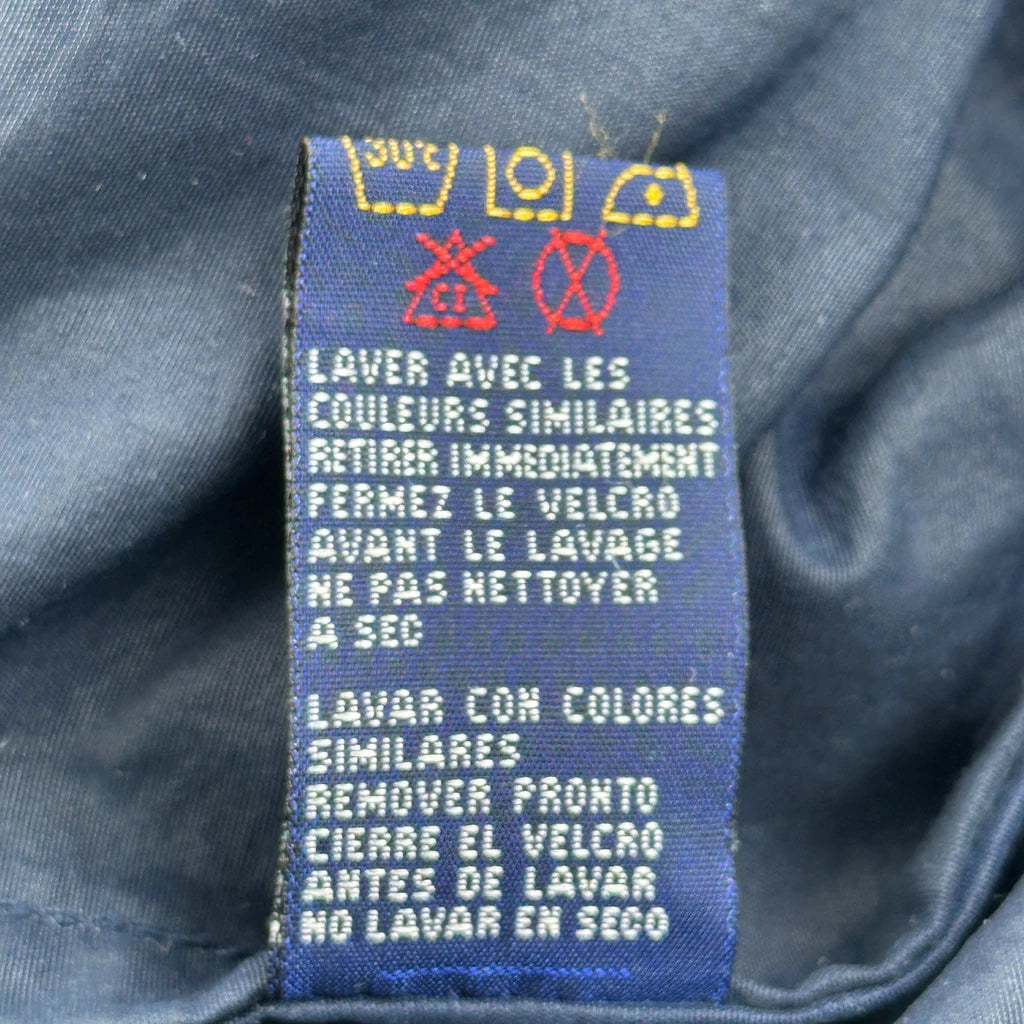 30°C
CI
LAVER AVEC LES
COULEURS SIMILAIRES
RETIRER IMMEDIATEMENT
FERMEZ LE VELCRO
AVANT LE LAVAGE
NE PAS NETTOYER
A SEC
LAVAR CON COLORES
SIMILARES
REMOVER PRONTO
CIERRE EL VELCRO
ANTES DE LAVAR
NO LAVAR EN SECO